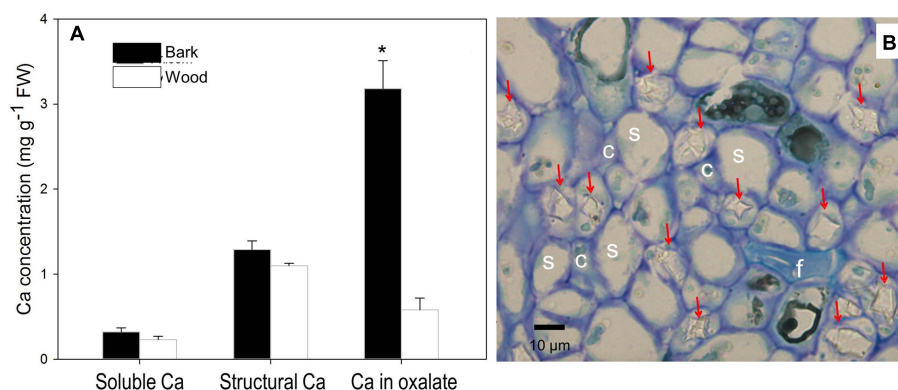 A
Bark
Wood
*
Ca concentration (mg g⁻¹ FW)
4
3
2
1
0
Soluble Ca
Structural Ca
Ca in oxalate
B
s
c
s
c
s
s
c
f
10 µm